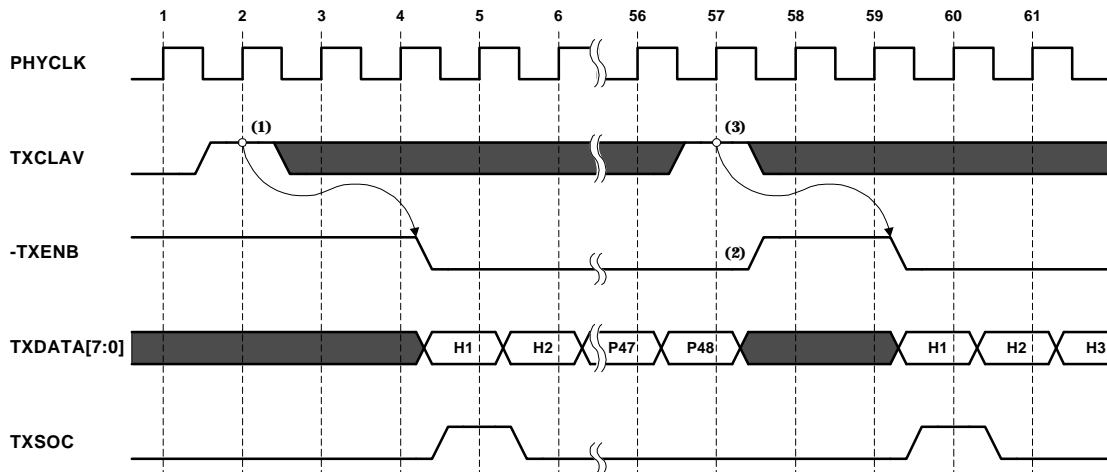 1 2 3 4 5 6 56 57 58 59 60 61
PHYCLK
(1) (3)
TXCLAV
-TXENB (2)
TXDATA[7:0] H1 H2 P47 P48 H1 H2 H3
TXSOC